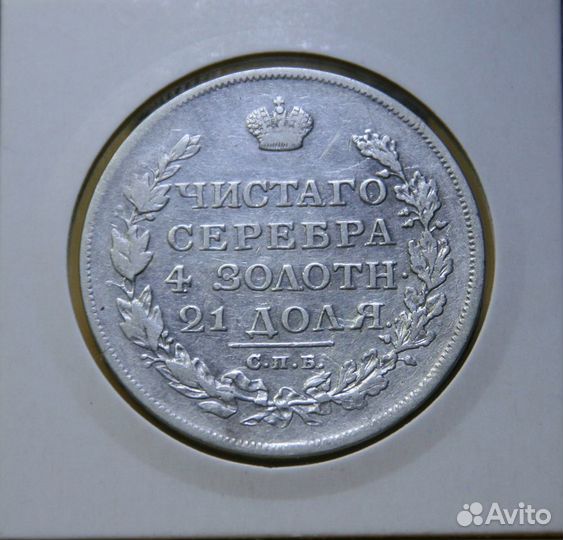 ЧИСТАГО
СЕРЕБРА
4 ЗОЛОТН.
21 ДОЛЯ.
С.П.Б.
Avito